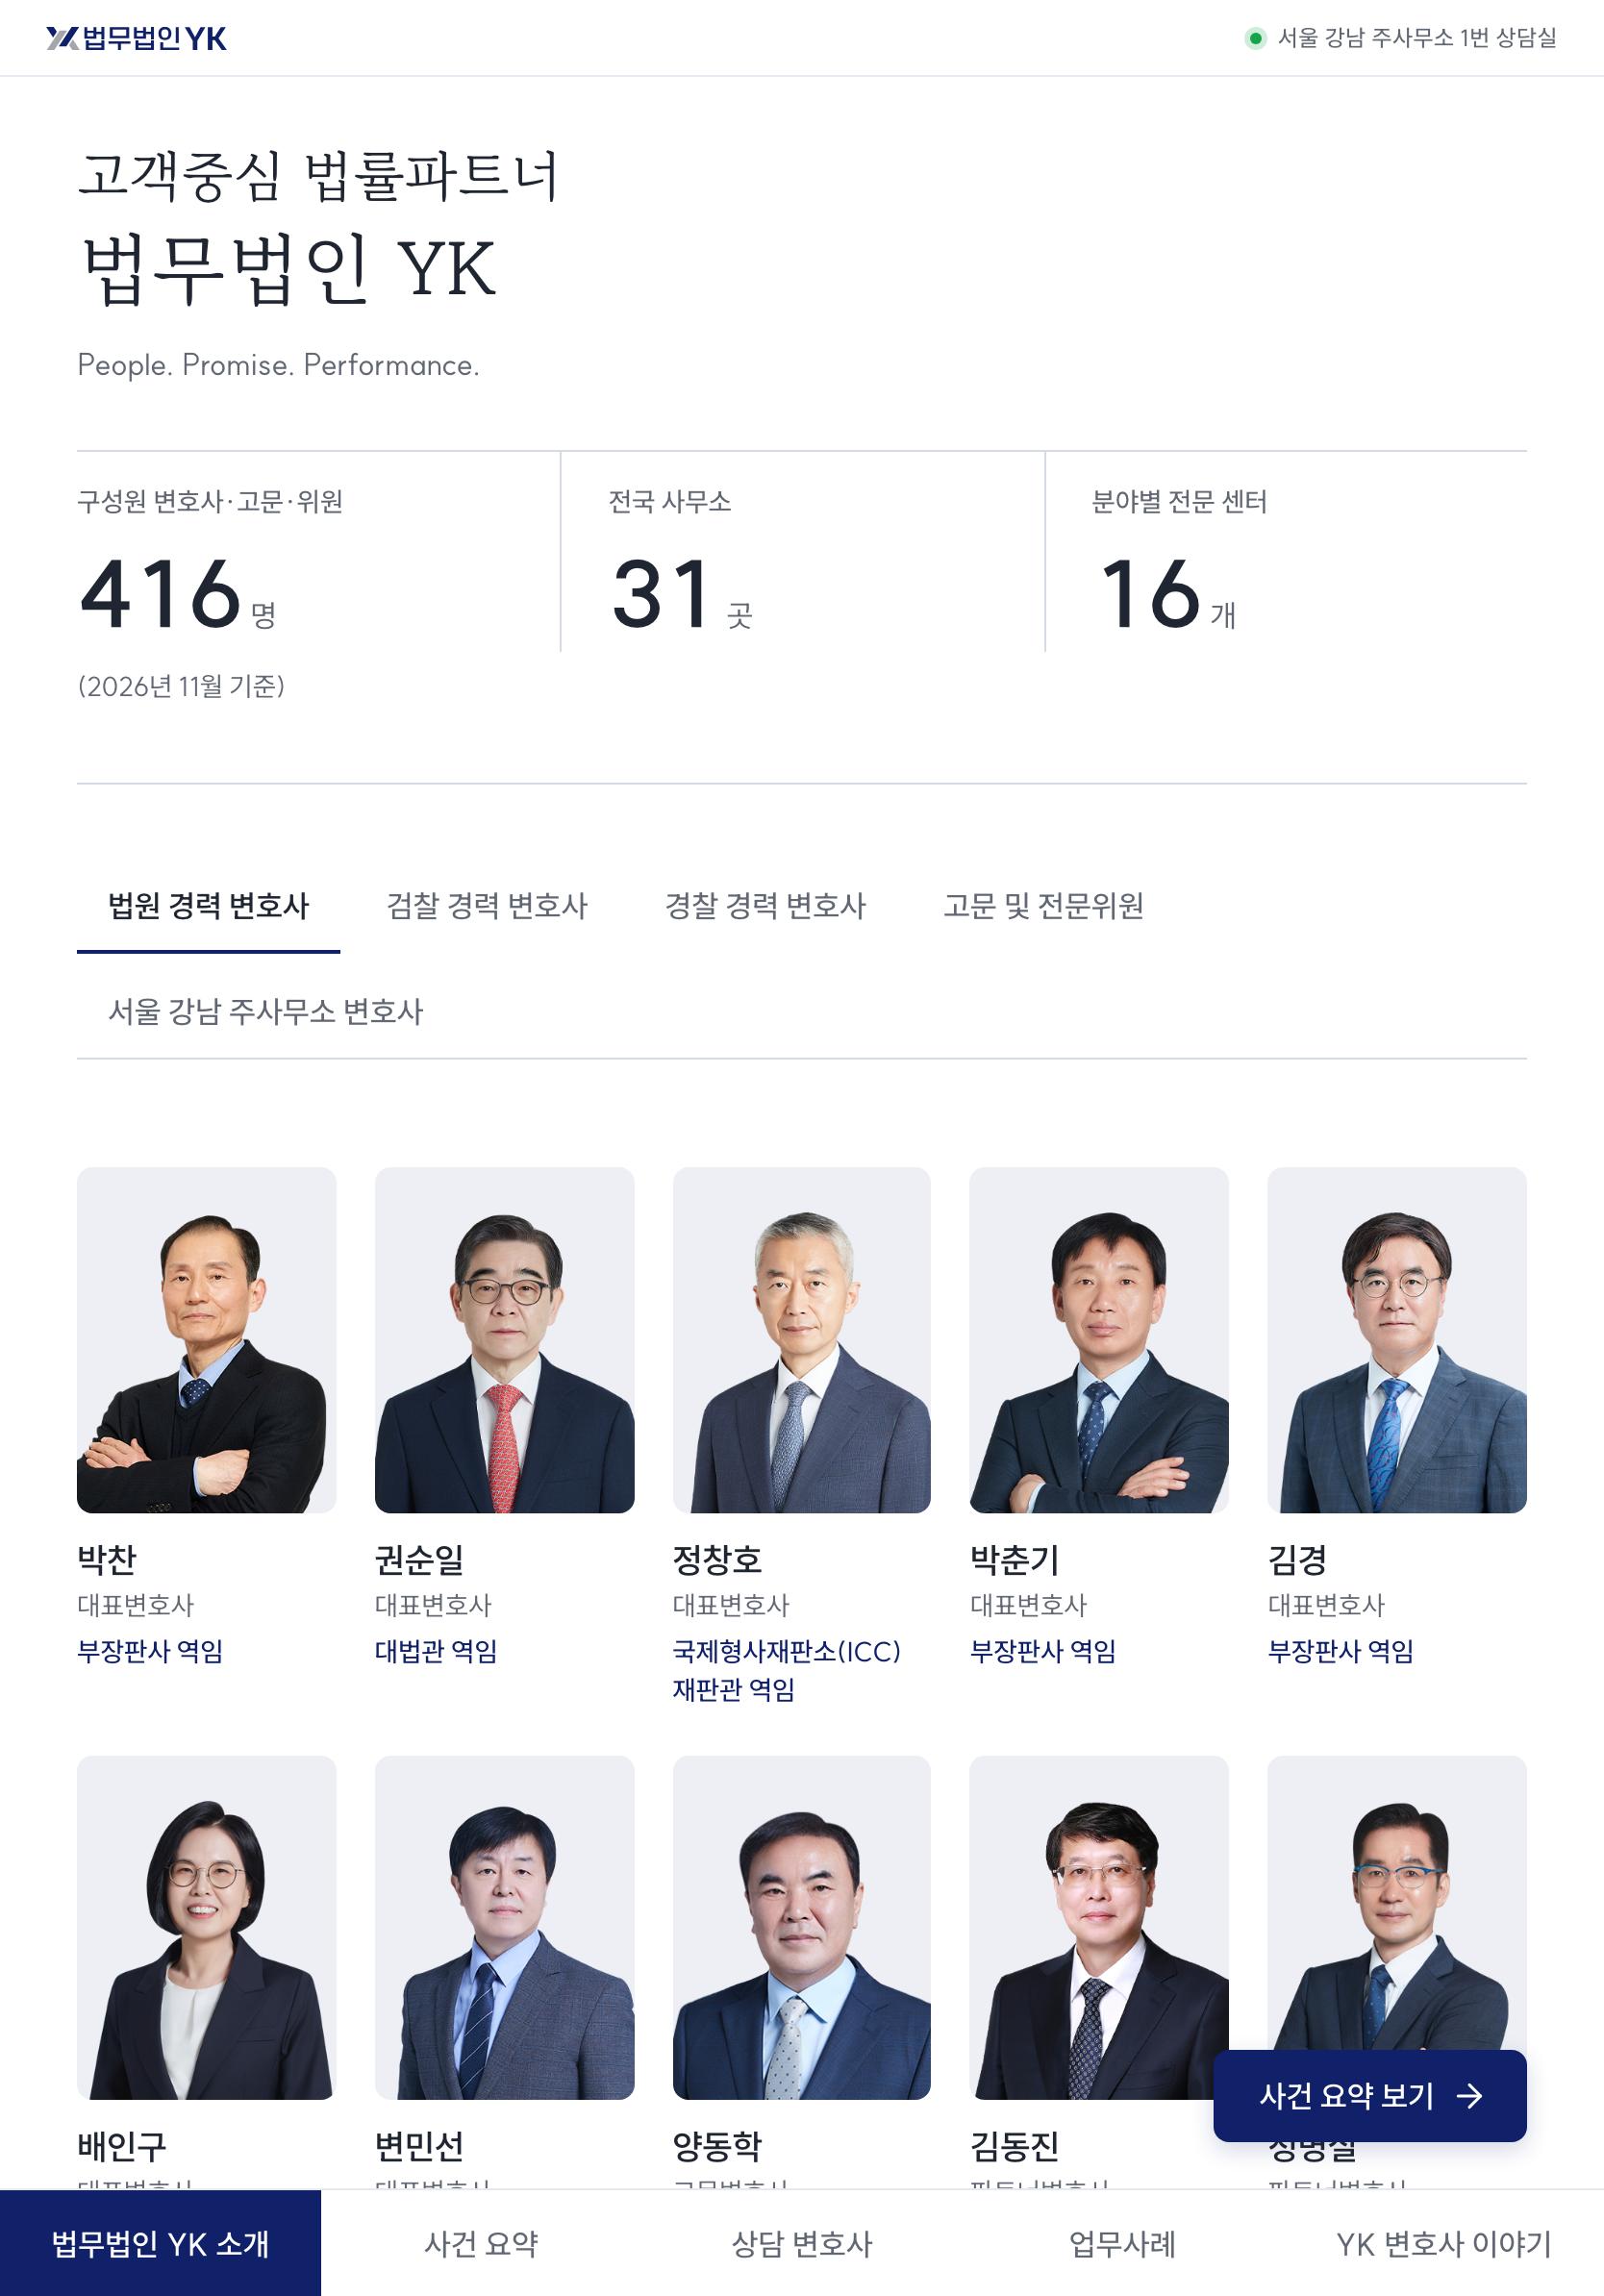 법무법인 YK
서울 강남 주사무소 1번 상담실
고객중심 법률파트너
법무법인 YK
People. Promise. Performance.
구성원 변호사·고문·위원
416 명
(2026년 11월 기준)
전국 사무소
31 곳
분야별 전문 센터
16 개
법원 경력 변호사
검찰 경력 변호사
경찰 경력 변호사
고문 및 전문위원
서울 강남 주사무소 변호사
박찬
대표변호사
부장판사 역임
권순일
대표변호사
대법관 역임
정창호
대표변호사
국제형사재판소(ICC)
재판관 역임
박춘기
대표변호사
부장판사 역임
김경
대표변호사
부장판사 역임
배인구
변민선
양동학
김동진
사건 요약 보기
법무법인 YK 소개
사건 요약
상담 변호사
업무사례
YK 변호사 이야기